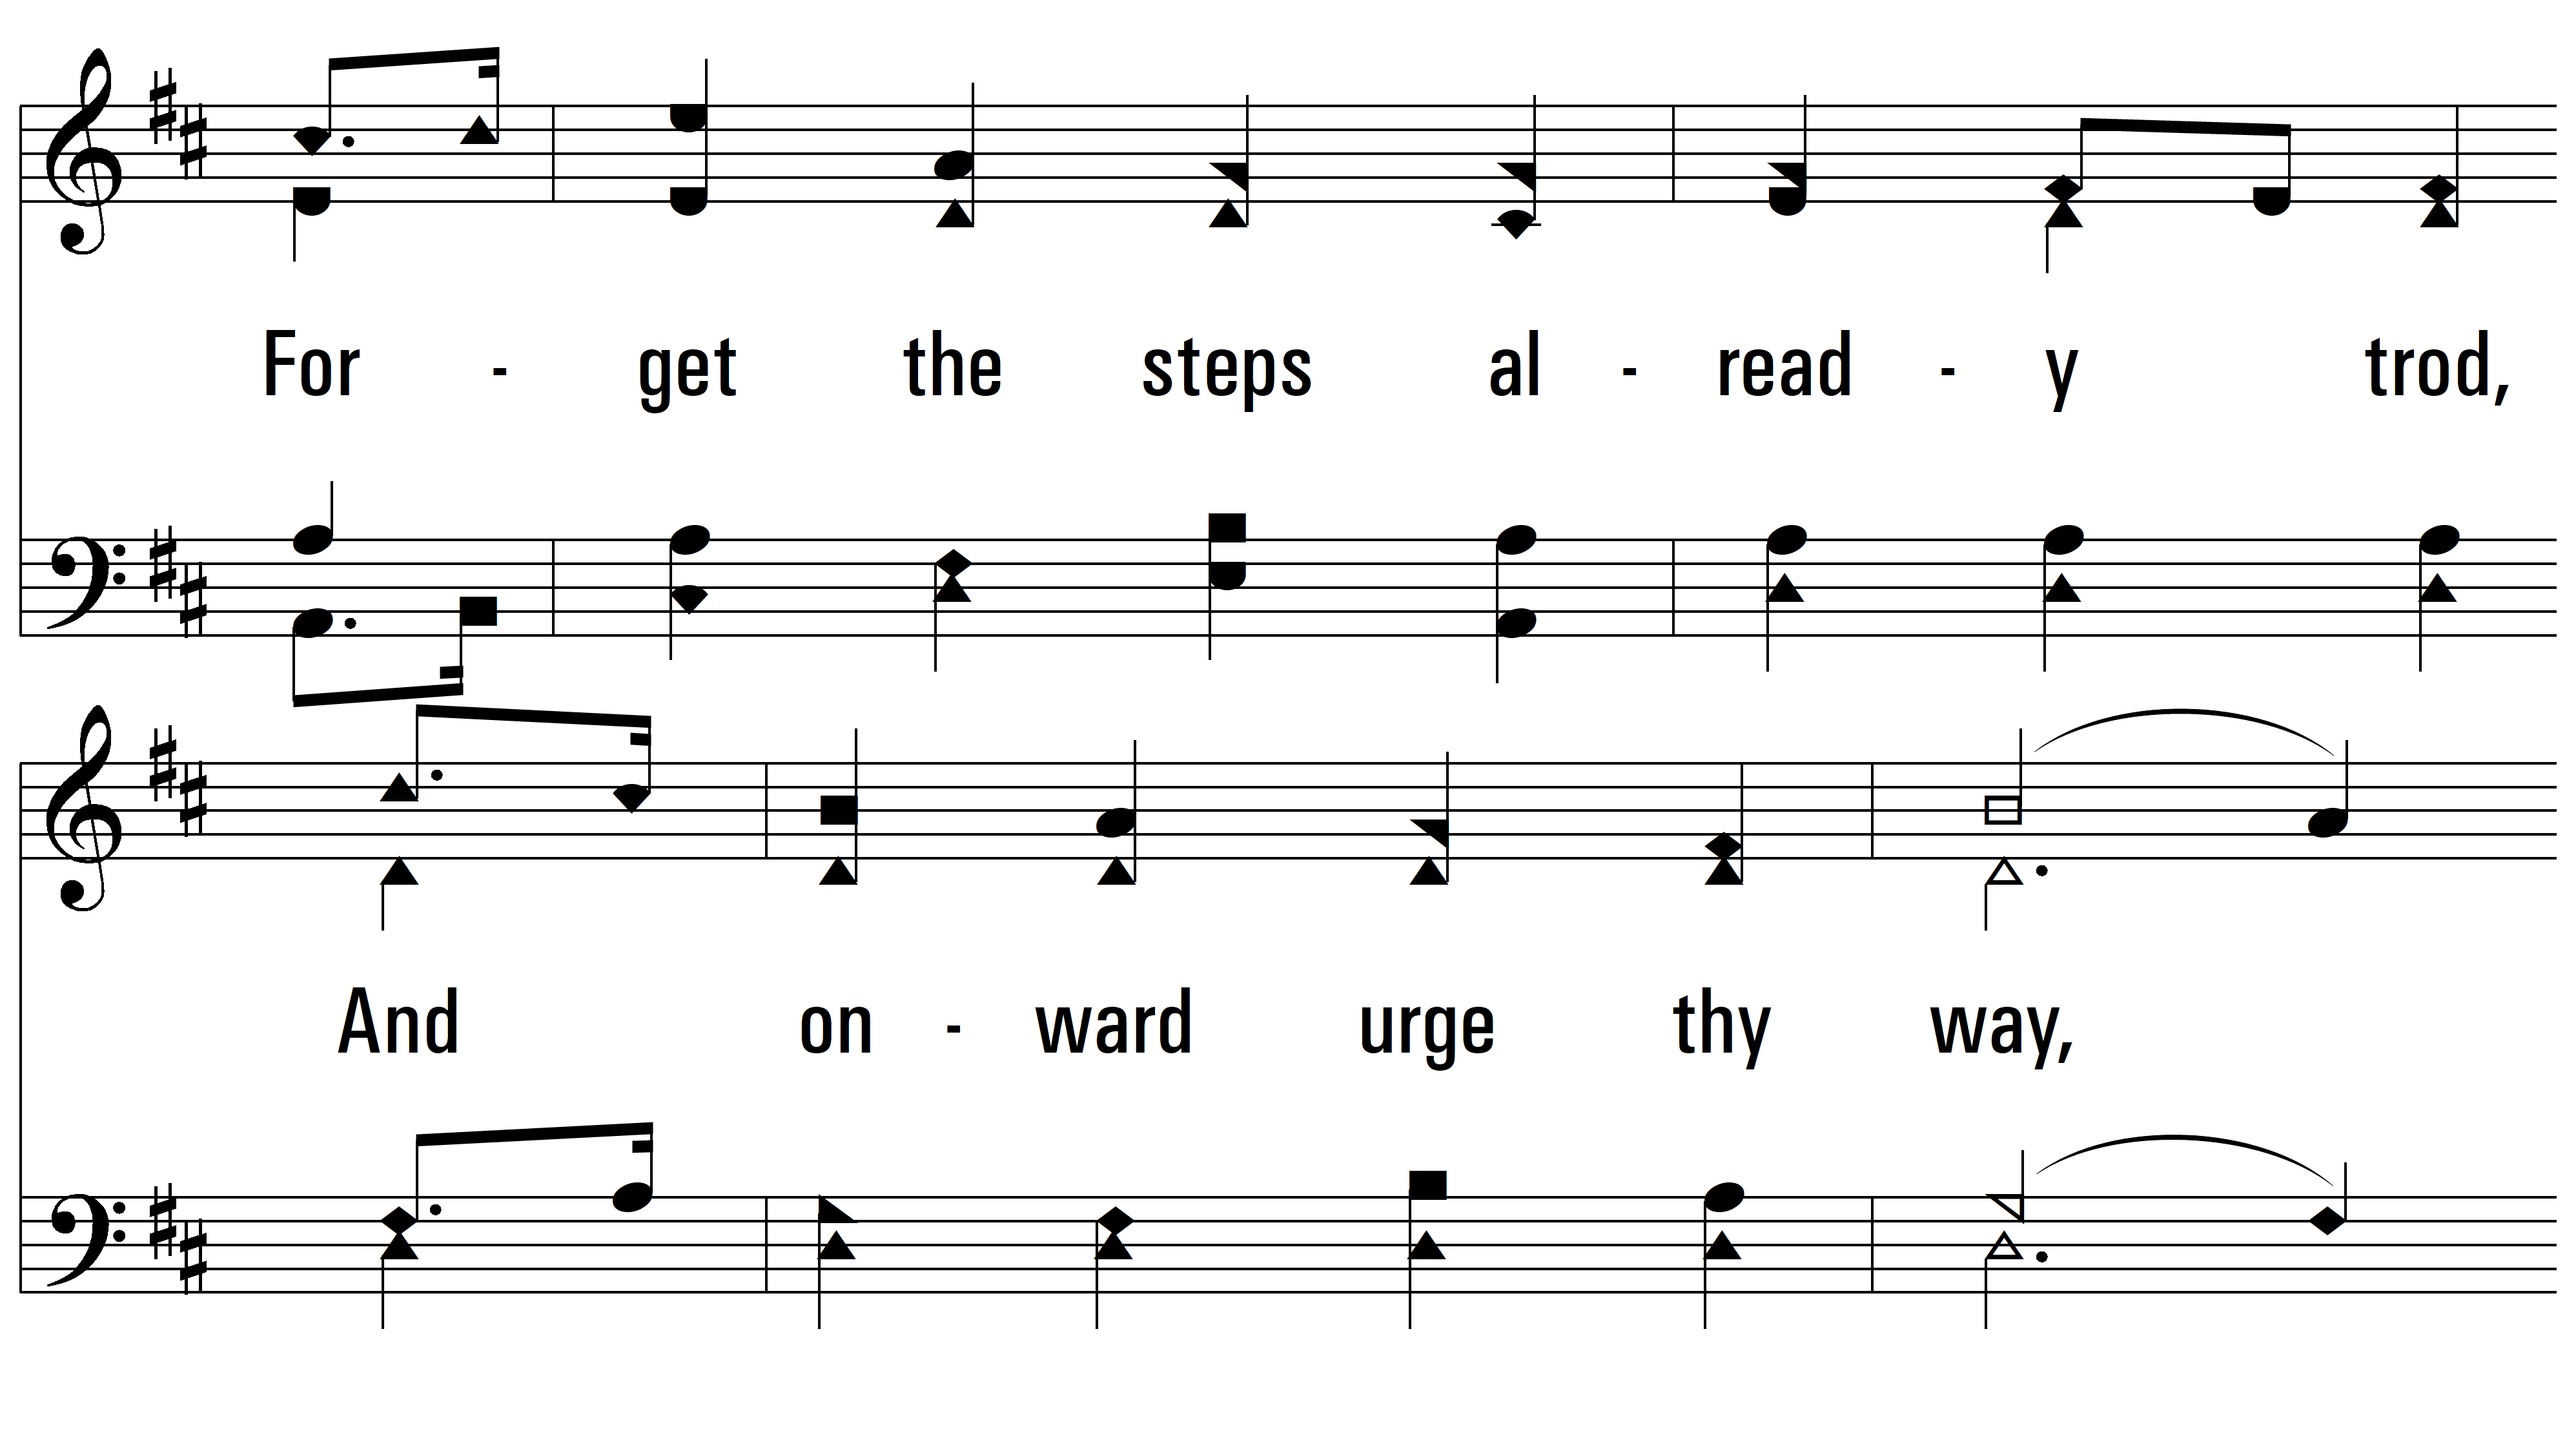 For - get the steps al - read - y trod,
And on - ward urge thy way,